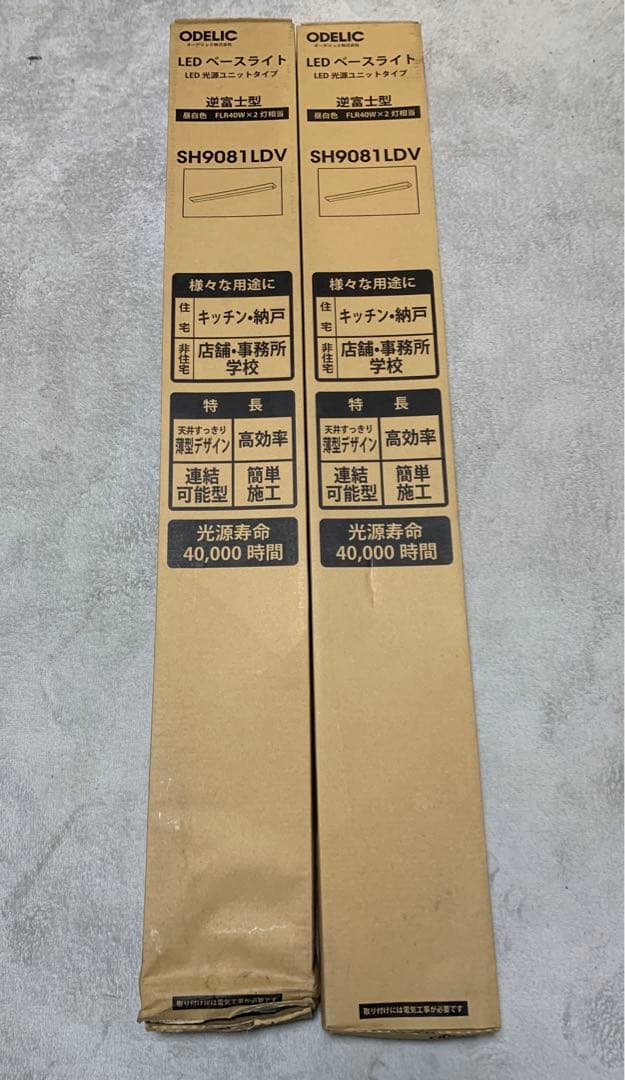 ODELIC
オーデリック株式会社
LED ベースライト
LED 光源ユニットタイプ
逆富士型
昼白色 FLR40W×2 灯相当
SH9081LDV
様々な用途に
住宅
キッチン・納戸
非住宅
店舗・事務所
学校
特 長
天井すっきり
薄型デザイン
高効率
連結
可能型
簡単
施工
光源寿命
40,000 時間
取り付けには電気工事が必要です
ODELIC
オーデリック株式会社
LED ベースライト
LED 光源ユニットタイプ
逆富士型
昼白色 FLR40W×2 灯相当
SH9081LDV
様々な用途に
住宅
キッチン・納戸
非住宅
店舗・事務所
学校
特 長
天井すっきり
薄型デザイン
高効率
連結
可能型
簡単
施工
光源寿命
40,000 時間
取り付けには電気工事が必要です